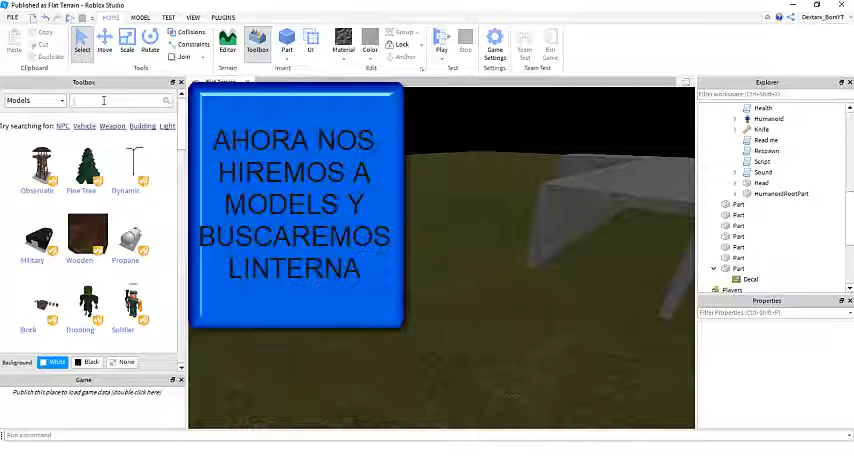 Published as Flat Terrain - Roblox Studio
FILE HOME MODEL TEST VIEW PLUGINS Dextarx_BomYT
Paste Copy Cut Duplicate Clipboard
Select Move Scale Rotate Collisions Constraints Join Tools
Editor Terrain
Toolbox Part UI Insert
Material Color Group Lock Anchor Edit
Play Stop Test
Game Settings Settings
Team Test Exit Game Team Test
Toolbox
Models
Try searching for: NPC Vehicle Weapon Building Light
Observatic Pine Tree Dynamic
Military Wooden Propane
Brick Drooling Soldier
Background: White Black None
Game
Publish this place to load game data (double click here)
AHORA NOS
HIREMOS A
MODELS Y
BUSCAREMOS
LINTERNA
Explorer
Filter workspace (Ctrl+Shift+X)
Health
Humanoid
Knife
Read me
Respawn
Script
Sound
Read
HumanoidRootPart
Part
Part
Part
Part
Part
Part
Part
Decal
Players
Properties
Filter Properties (Ctrl+Shift+P)
Run a command